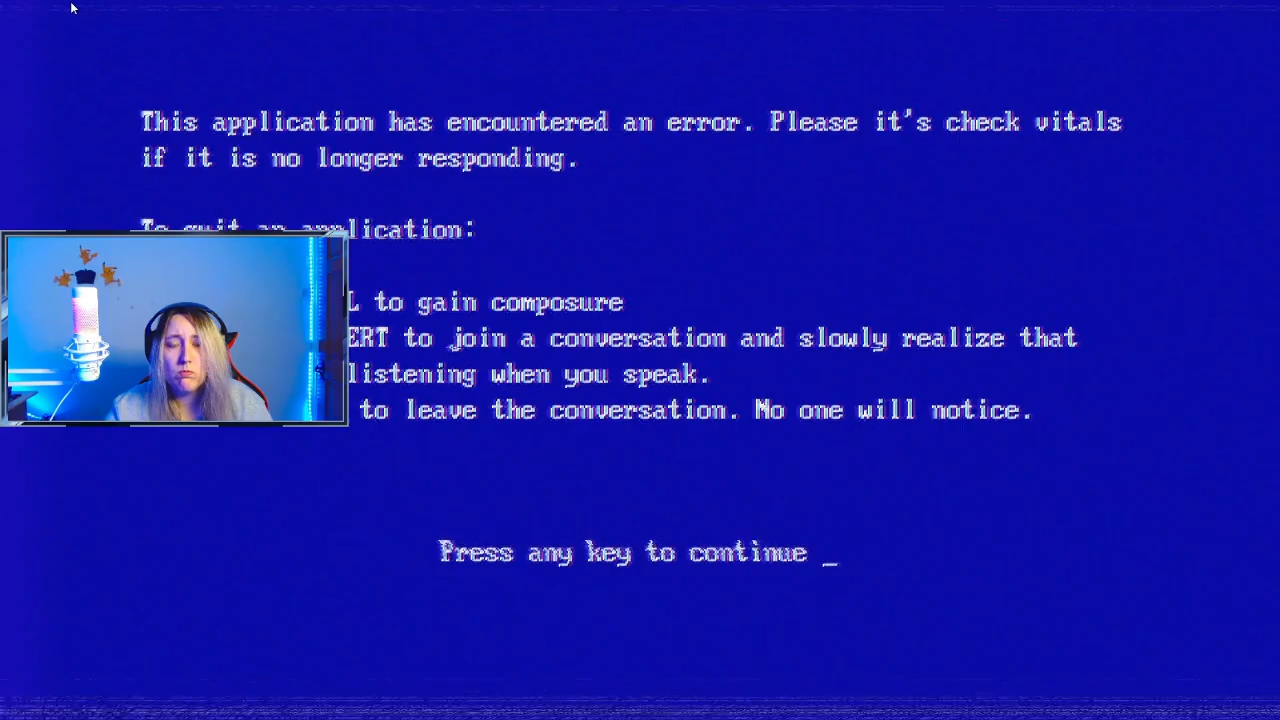 This application has encountered an error. Please it's check vitals
if it is no longer responding.
To quit an application:
L to gain composure
ERT to join a conversation and slowly realize that
listening when you speak.
to leave the conversation. No one will notice.
Press any key to continue _